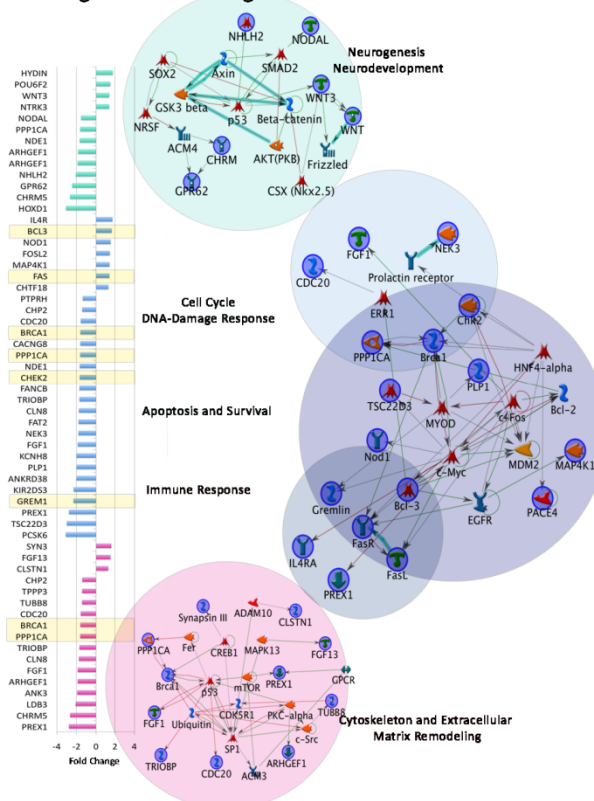 HYDIN
POU6F2
WNT3
NTRK3
NODAL
PPP1CA
NDE1
ARHGEF1
ARHGEF1
NHLH2
GPR62
CHRM5
HOXD1
IL4R
BCL3
NOD1
FOSL2
MAP4K1
FAS
CHTF18
PTPRH
CHP2
CDC20
BRCA1
CACNG8
PPP1CA
NDE1
CHEK2
FANCB
TRIOBP
CLN8
FAT2
NEK3
FGF1
KCNH8
PLP1
ANKRD38
KIR2DS3
GREM1
PREX1
TSC22D3
PCSK6
SYN3
FGF13
CLSTN1
CHP2
TPPP3
TUBB8
CDC20
BRCA1
PPP1CA
TRIOBP
CLN8
FGF1
ARHGEF1
ANK3
LDB3
CHRM5
PREX1
-4 -2 0 2 4
Fold Change
Neurogenesis
Neurodevelopment
NHLH2
NODAL
SOX2
Axin
SMAD2
WNT3
GSK3 beta
p53
Beta-catenin
WNT
NRSF
ACM4
CHRM
AKT(PKB)
Frizzled
GPR62
CSX (Nkx2.5)
Cell Cycle
DNA-Damage Response
FGF1
NEK3
Prolactin receptor
CDC20
ERR1
Chk2
PPP1CA
Brca1
HNF4-alpha
PLP1
Apoptosis and Survival
TSC22D3
MYOD
c-Fos
Bcl-2
Nod1
c-Myc
MDM2
MAP4K1
Immune Response
Gremlin
Bcl-3
EGFR
PACE4
FasR
IL4RA
FasL
PREX1
Synapsin III
ADAM10
CLSTN1
PPP1CA
Fer
CREB1
MAPK13
FGF13
Brca1
p53
mTOR
PREX1
GPCR
FGF1
Ubiquitin
CDK5R1
PKC-alpha
TUBB8
c-Src
TRIOBP
SP1
CDC20
ACM3
ARHGEF1
Cytoskeleton and Extracellular
Matrix Remodeling